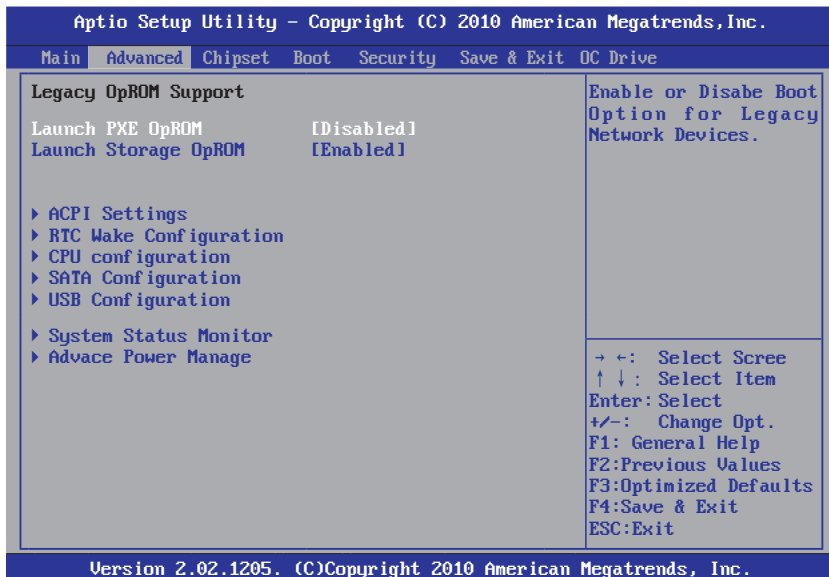 Aptio Setup Utility – Copyright (C) 2010 American Megatrends,Inc.
Main Advanced Chipset Boot Security Save & Exit OC Drive
Legacy OpROM Support
Launch PXE OpROM [Disabled]
Launch Storage OpROM [Enabled]
▶ ACPI Settings
▶ RTC Wake Configuration
▶ CPU configuration
▶ SATA Configuration
▶ USB Configuration
▶ System Status Monitor
▶ Advace Power Manage
Enable or Disabe Boot
Option for Legacy
Network Devices.
→ ←: Select Scree
↑ ↓: Select Item
Enter: Select
+/-: Change Opt.
F1: General Help
F2:Previous Values
F3:Optimized Defaults
F4:Save & Exit
ESC:Exit
Version 2.02.1205. (C)Copyright 2010 American Megatrends, Inc.